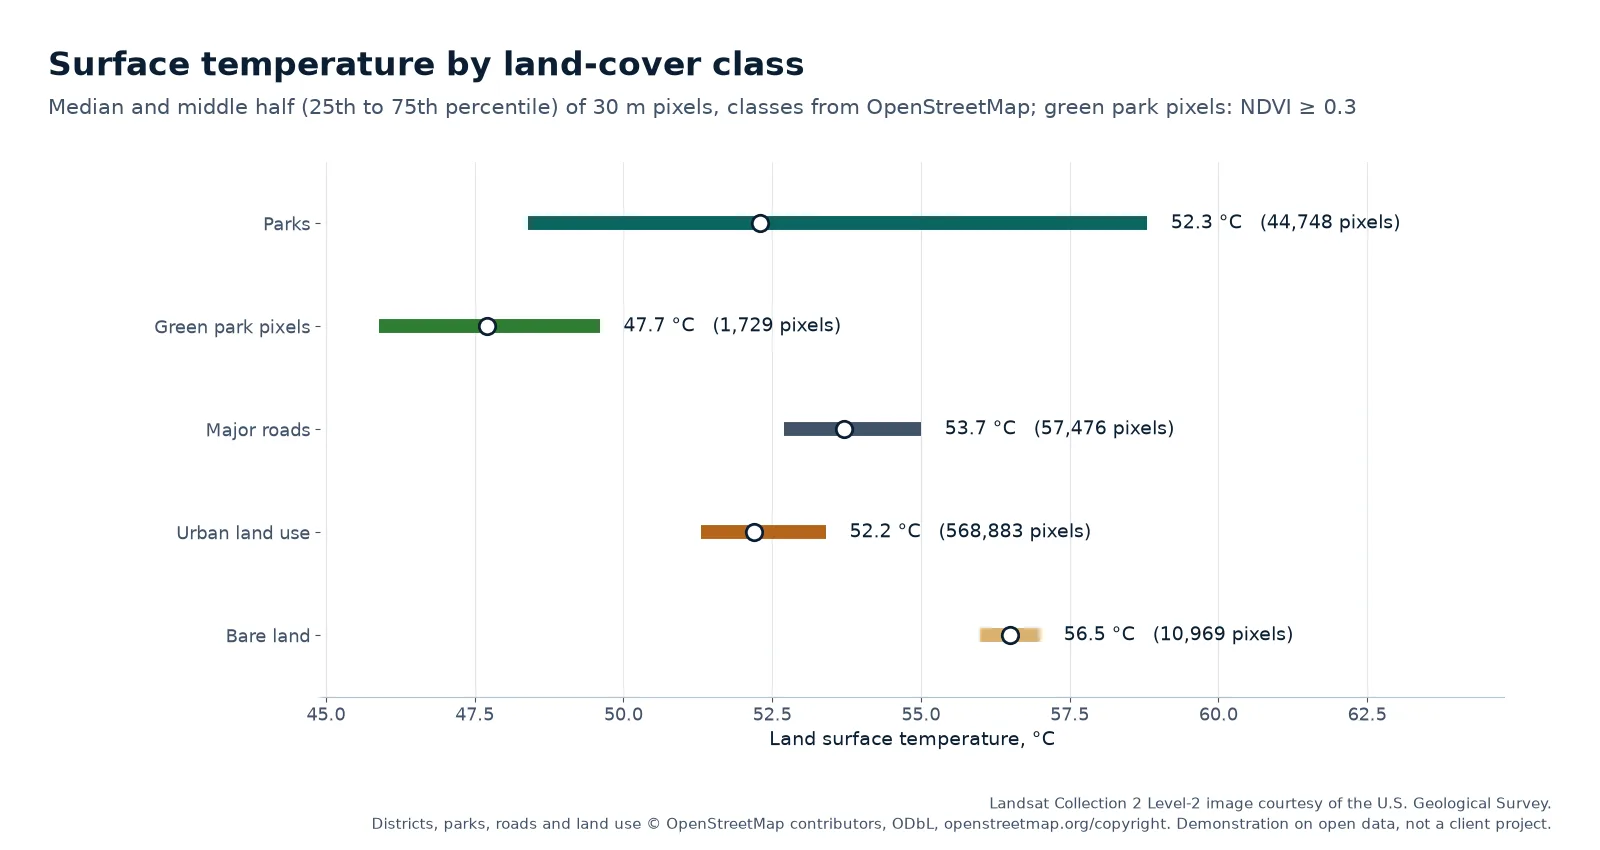 Surface temperature by land-cover class
Median and middle half (25th to 75th percentile) of 30 m pixels, classes from OpenStreetMap; green park pixels: NDVI ≥ 0.3
Parks
52.3 °C (44,748 pixels)
Green park pixels
47.7 °C (1,729 pixels)
Major roads
53.7 °C (57,476 pixels)
Urban land use
52.2 °C (568,883 pixels)
Bare land
56.5 °C (10,969 pixels)
45.0 47.5 50.0 52.5 55.0 57.5 60.0 62.5
Land surface temperature, °C
Landsat Collection 2 Level-2 image courtesy of the U.S. Geological Survey.
Districts, parks, roads and land use © OpenStreetMap contributors, ODbL, openstreetmap.org/copyright. Demonstration on open data, not a client project.